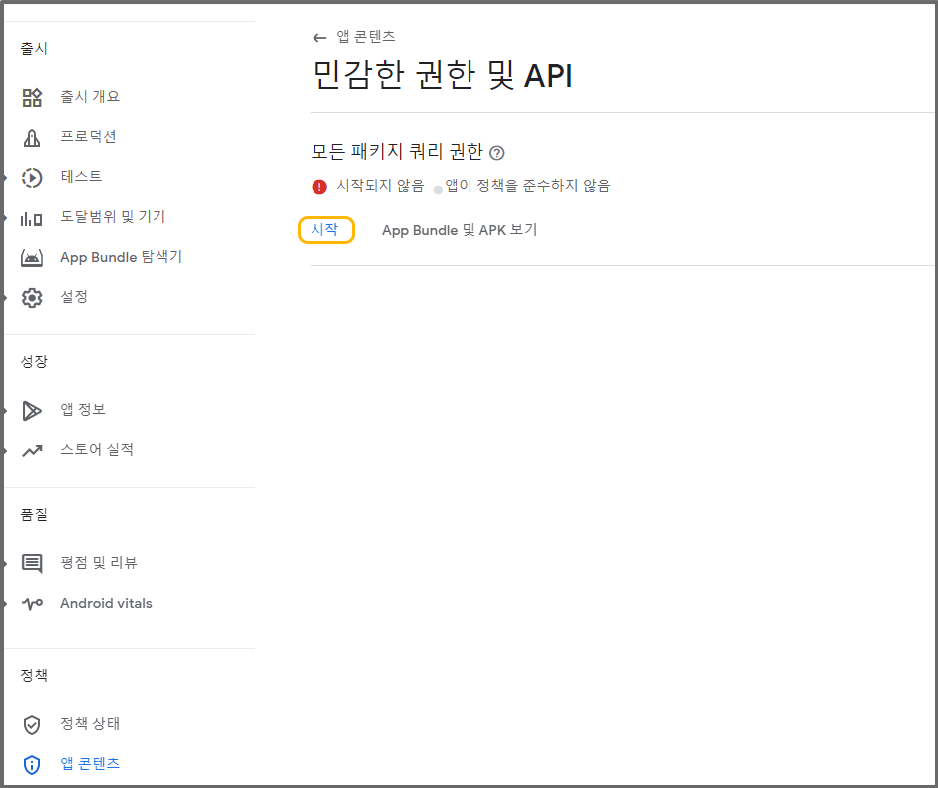 출시
출시 개요
프로덕션
테스트
도달범위 및 기기
App Bundle 탐색기
설정
성장
앱 정보
스토어 실적
품질
평점 및 리뷰
Android vitals
정책
정책 상태
앱 콘텐츠
← 앱 콘텐츠
민감한 권한 및 API
모든 패키지 쿼리 권한
시작되지 않음 앱이 정책을 준수하지 않음
시작 App Bundle 및 APK 보기